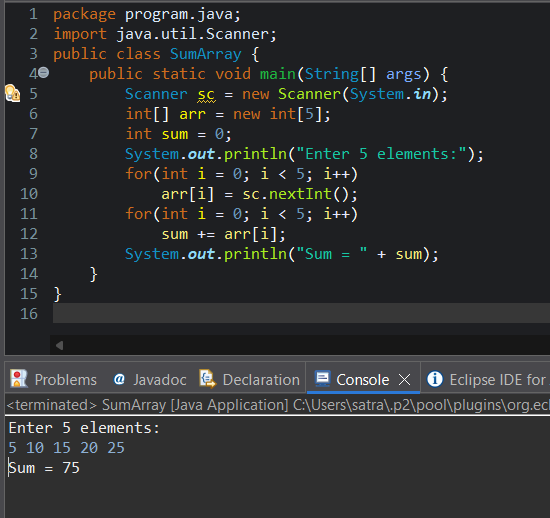 1 package program.java;
2 import java.util.Scanner;
3 public class SumArray {
4     public static void main(String[] args) {
5         Scanner sc = new Scanner(System.in);
6         int[] arr = new int[5];
7         int sum = 0;
8         System.out.println("Enter 5 elements:");
9         for(int i = 0; i < 5; i++)
10             arr[i] = sc.nextInt();
11         for(int i = 0; i < 5; i++)
12             sum += arr[i];
13         System.out.println("Sum = " + sum);
14     }
15 }
16
Problems @ Javadoc Declaration Console Eclipse IDE for
<terminated> SumArray [Java Application] C:\Users\satra\.p2\pool\plugins\org.ecl
Enter 5 elements:
5 10 15 20 25
Sum = 75